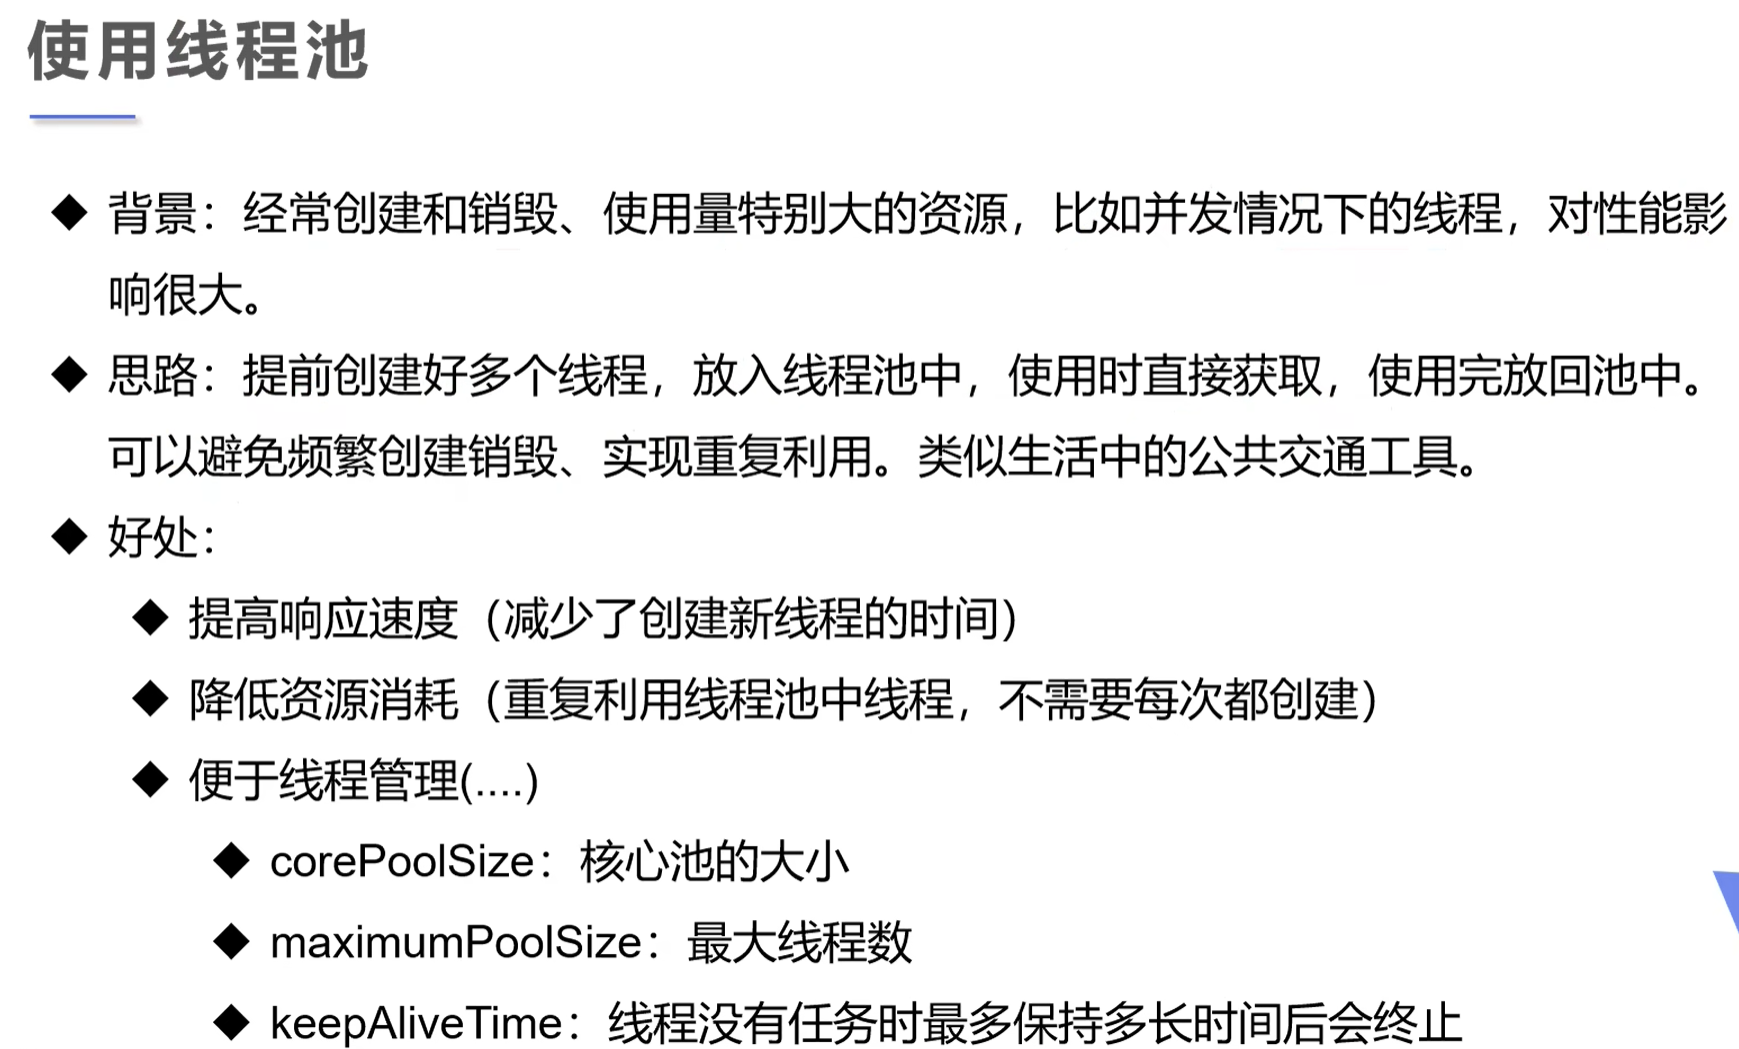 使用线程池
背景：经常创建和销毁、使用量特别大的资源，比如并发情况下的线程，对性能影
响很大。
思路：提前创建好多个线程，放入线程池中，使用时直接获取，使用完放回池中。
可以避免频繁创建销毁、实现重复利用。类似生活中的公共交通工具。
好处：
提高响应速度（减少了创建新线程的时间）
降低资源消耗（重复利用线程池中线程，不需要每次都创建）
便于线程管理(....)
corePoolSize：核心池的大小
maximumPoolSize：最大线程数
keepAliveTime：线程没有任务时最多保持多长时间后会终止